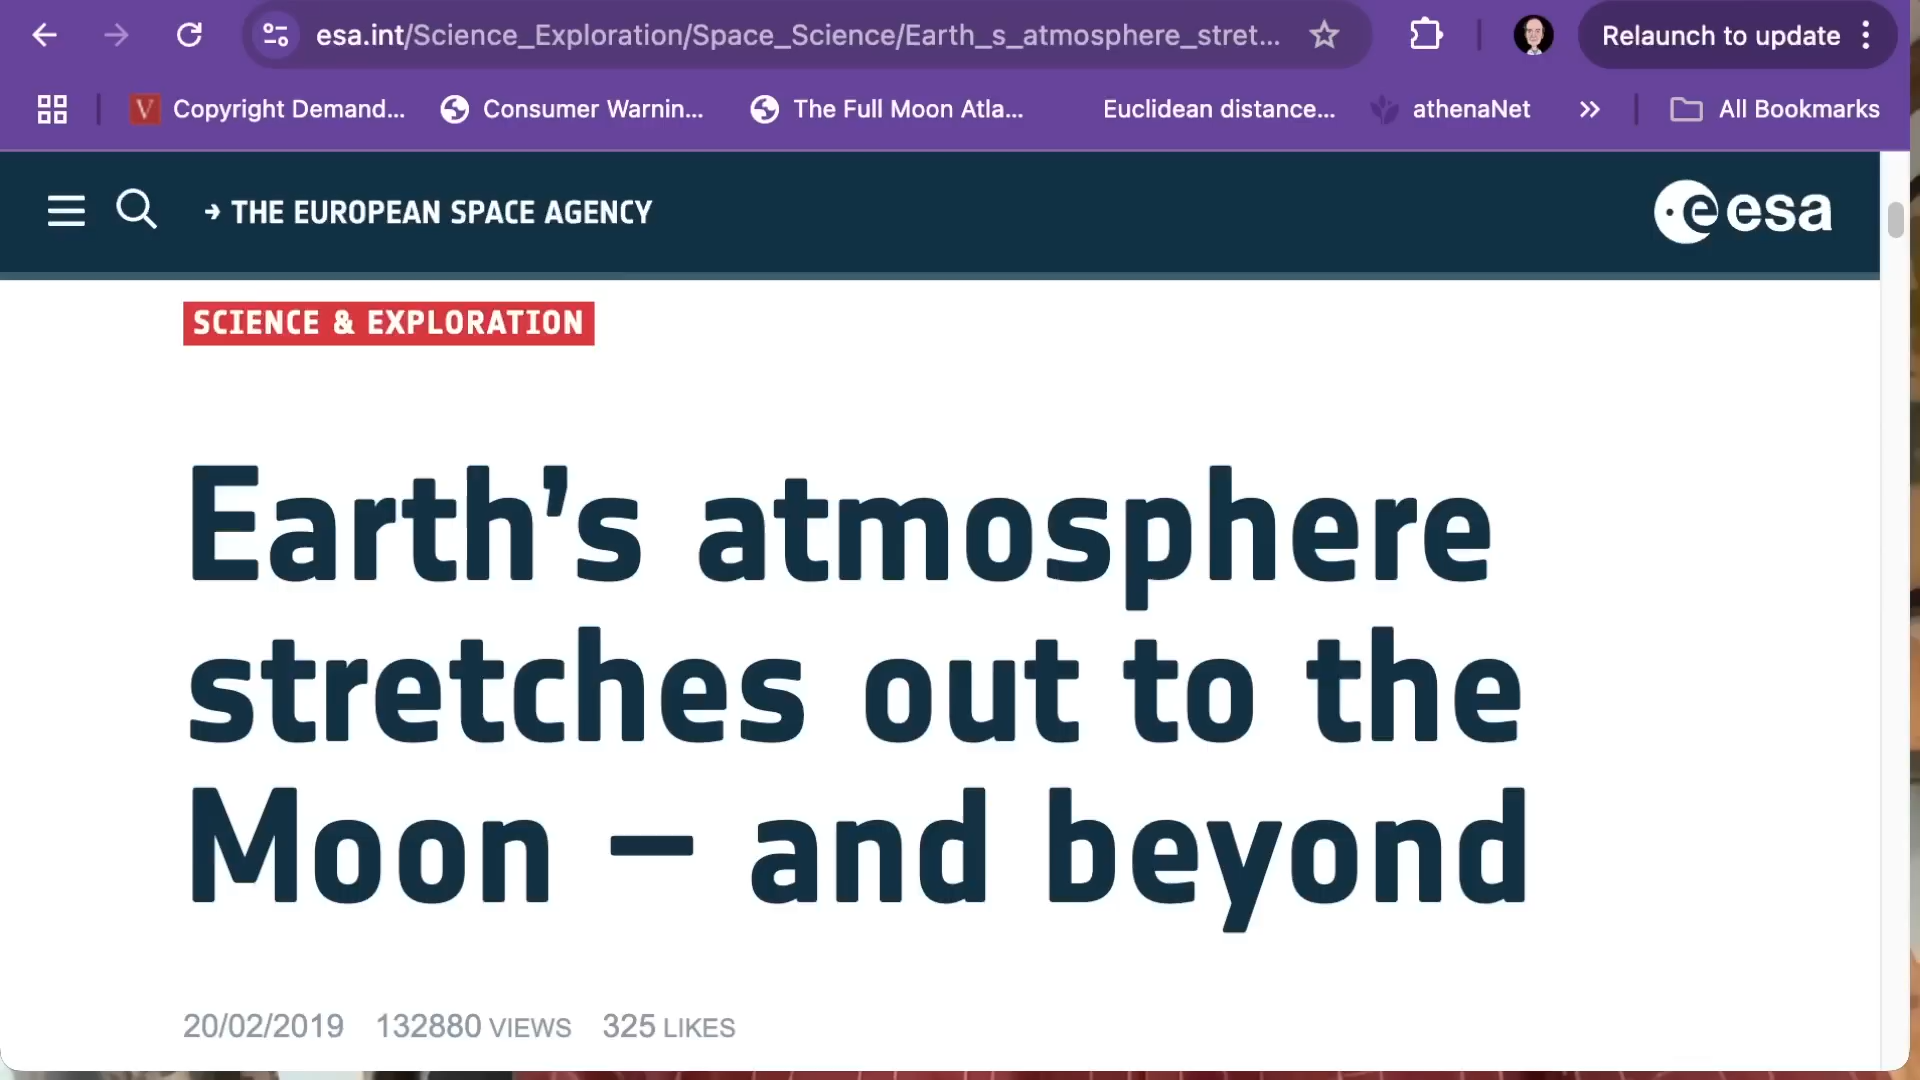 esa.int/Science_Exploration/Space_Science/Earth_s_atmosphere_stret...
Relaunch to update
V Copyright Demand...
Consumer Warnin...
The Full Moon Atla...
Euclidean distance...
athenaNet
All Bookmarks
→ THE EUROPEAN SPACE AGENCY
esa
SCIENCE & EXPLORATION
Earth’s atmosphere
stretches out to the
Moon – and beyond
20/02/2019 132880 VIEWS 325 LIKES